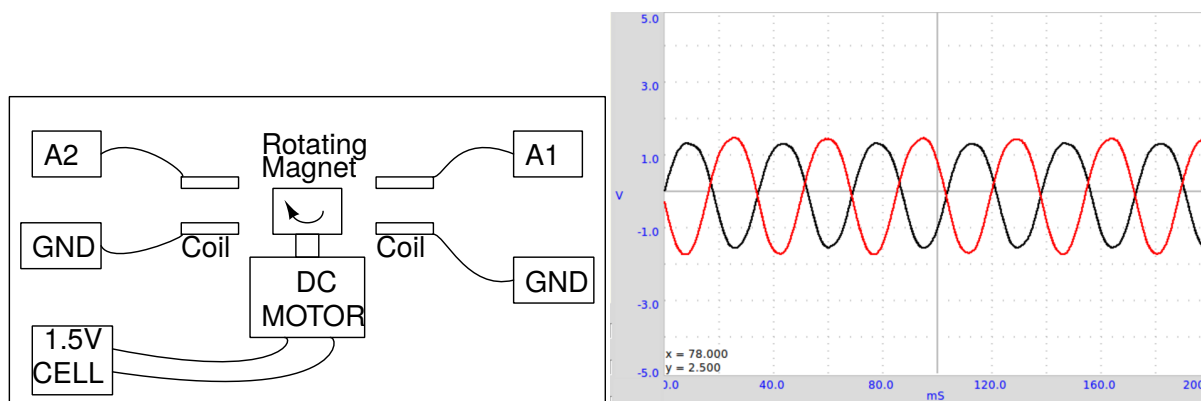 A2
Rotating
Magnet
A1
GND
Coil
Coil
GND
DC
MOTOR
1.5V
CELL
5.0
3.0
1.0
V
-1.0
-3.0
-5.0
x = 78.000
y = 2.500
0.0
40.0
80.0
120.0
160.0
200
mS